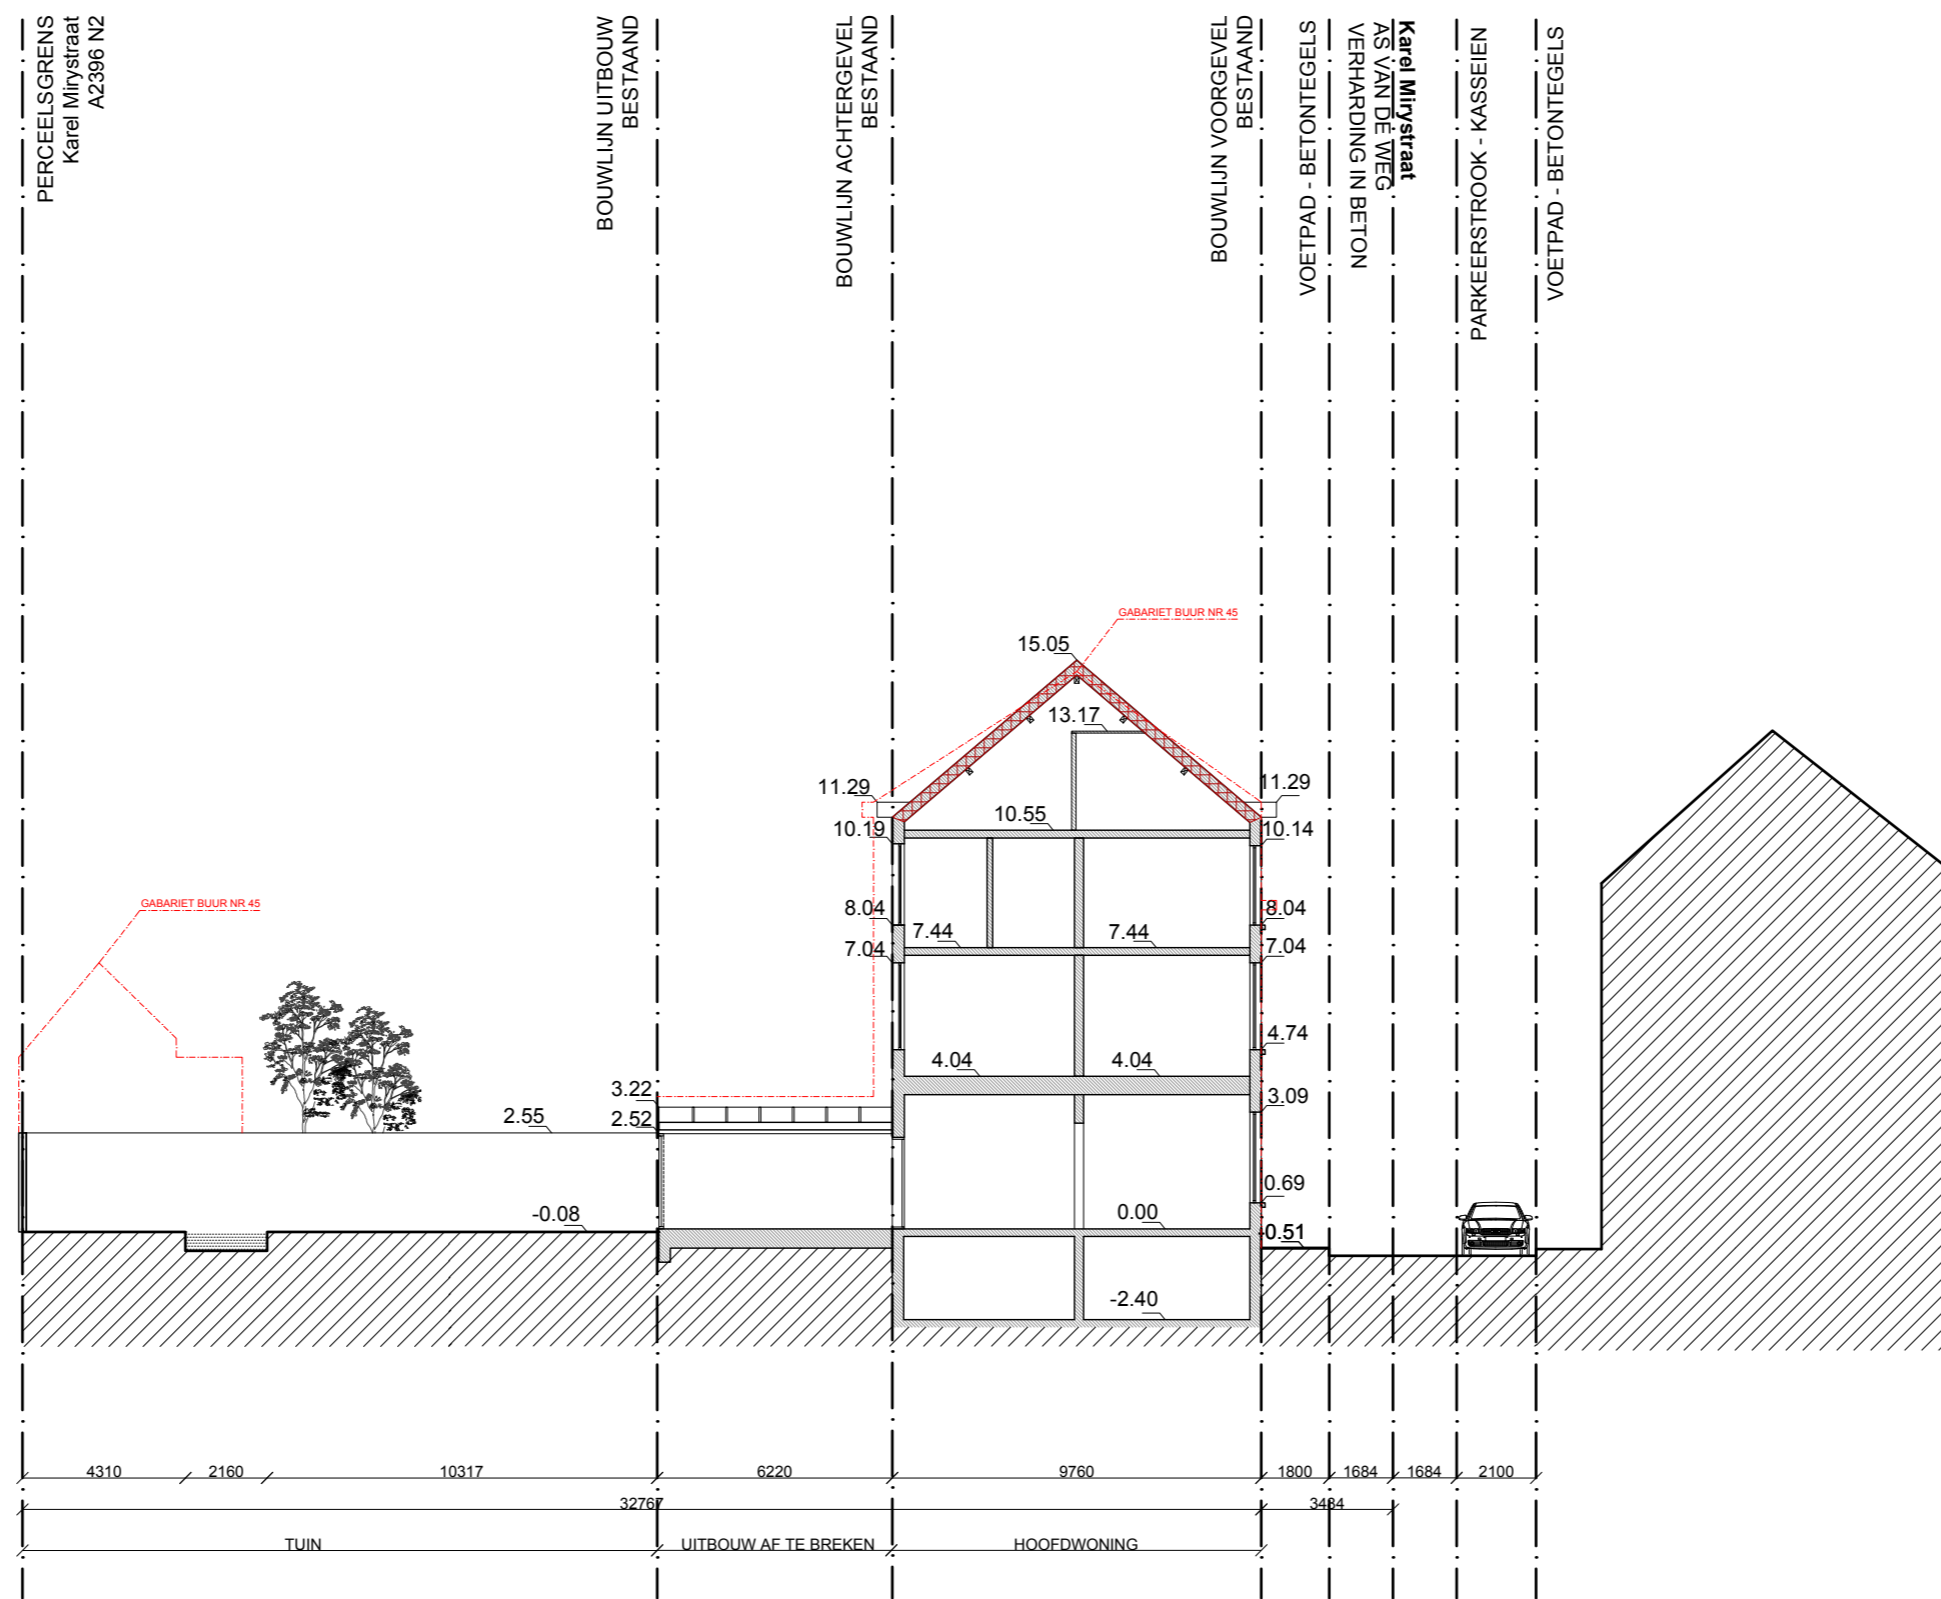 PERCEELSGRENS
Karel Mirystraat
A2396 N2
BOUWLIJN UITBOUW
BESTAAND
BOUWLIJN ACHTERGEVEL
BESTAAND
BOUWLIJN VOORGEVEL
BESTAAND
VOETPAD - BETONTEGELS
Karel Mirystraat
AS VAN DE WEG
VERHARDING IN BETON
PARKEERSTROOK - KASSEIEN
VOETPAD - BETONTEGELS
GABARIET BUUR NR 45
15.05
13.17
11.29
11.29
10.55
10.19
10.14
GABARIET BUUR NR 45
8.04
8.04
7.44
7.44
7.04
7.04
4.74
4.04
4.04
3.22
3.09
2.55
2.52
0.69
-0.08
0.00
-0.51
-2.40
4310
2160
10317
6220
9760
1800
1684
1684
2100
32767
3484
TUIN
UITBOUW AF TE BREKEN
HOOFDWONING